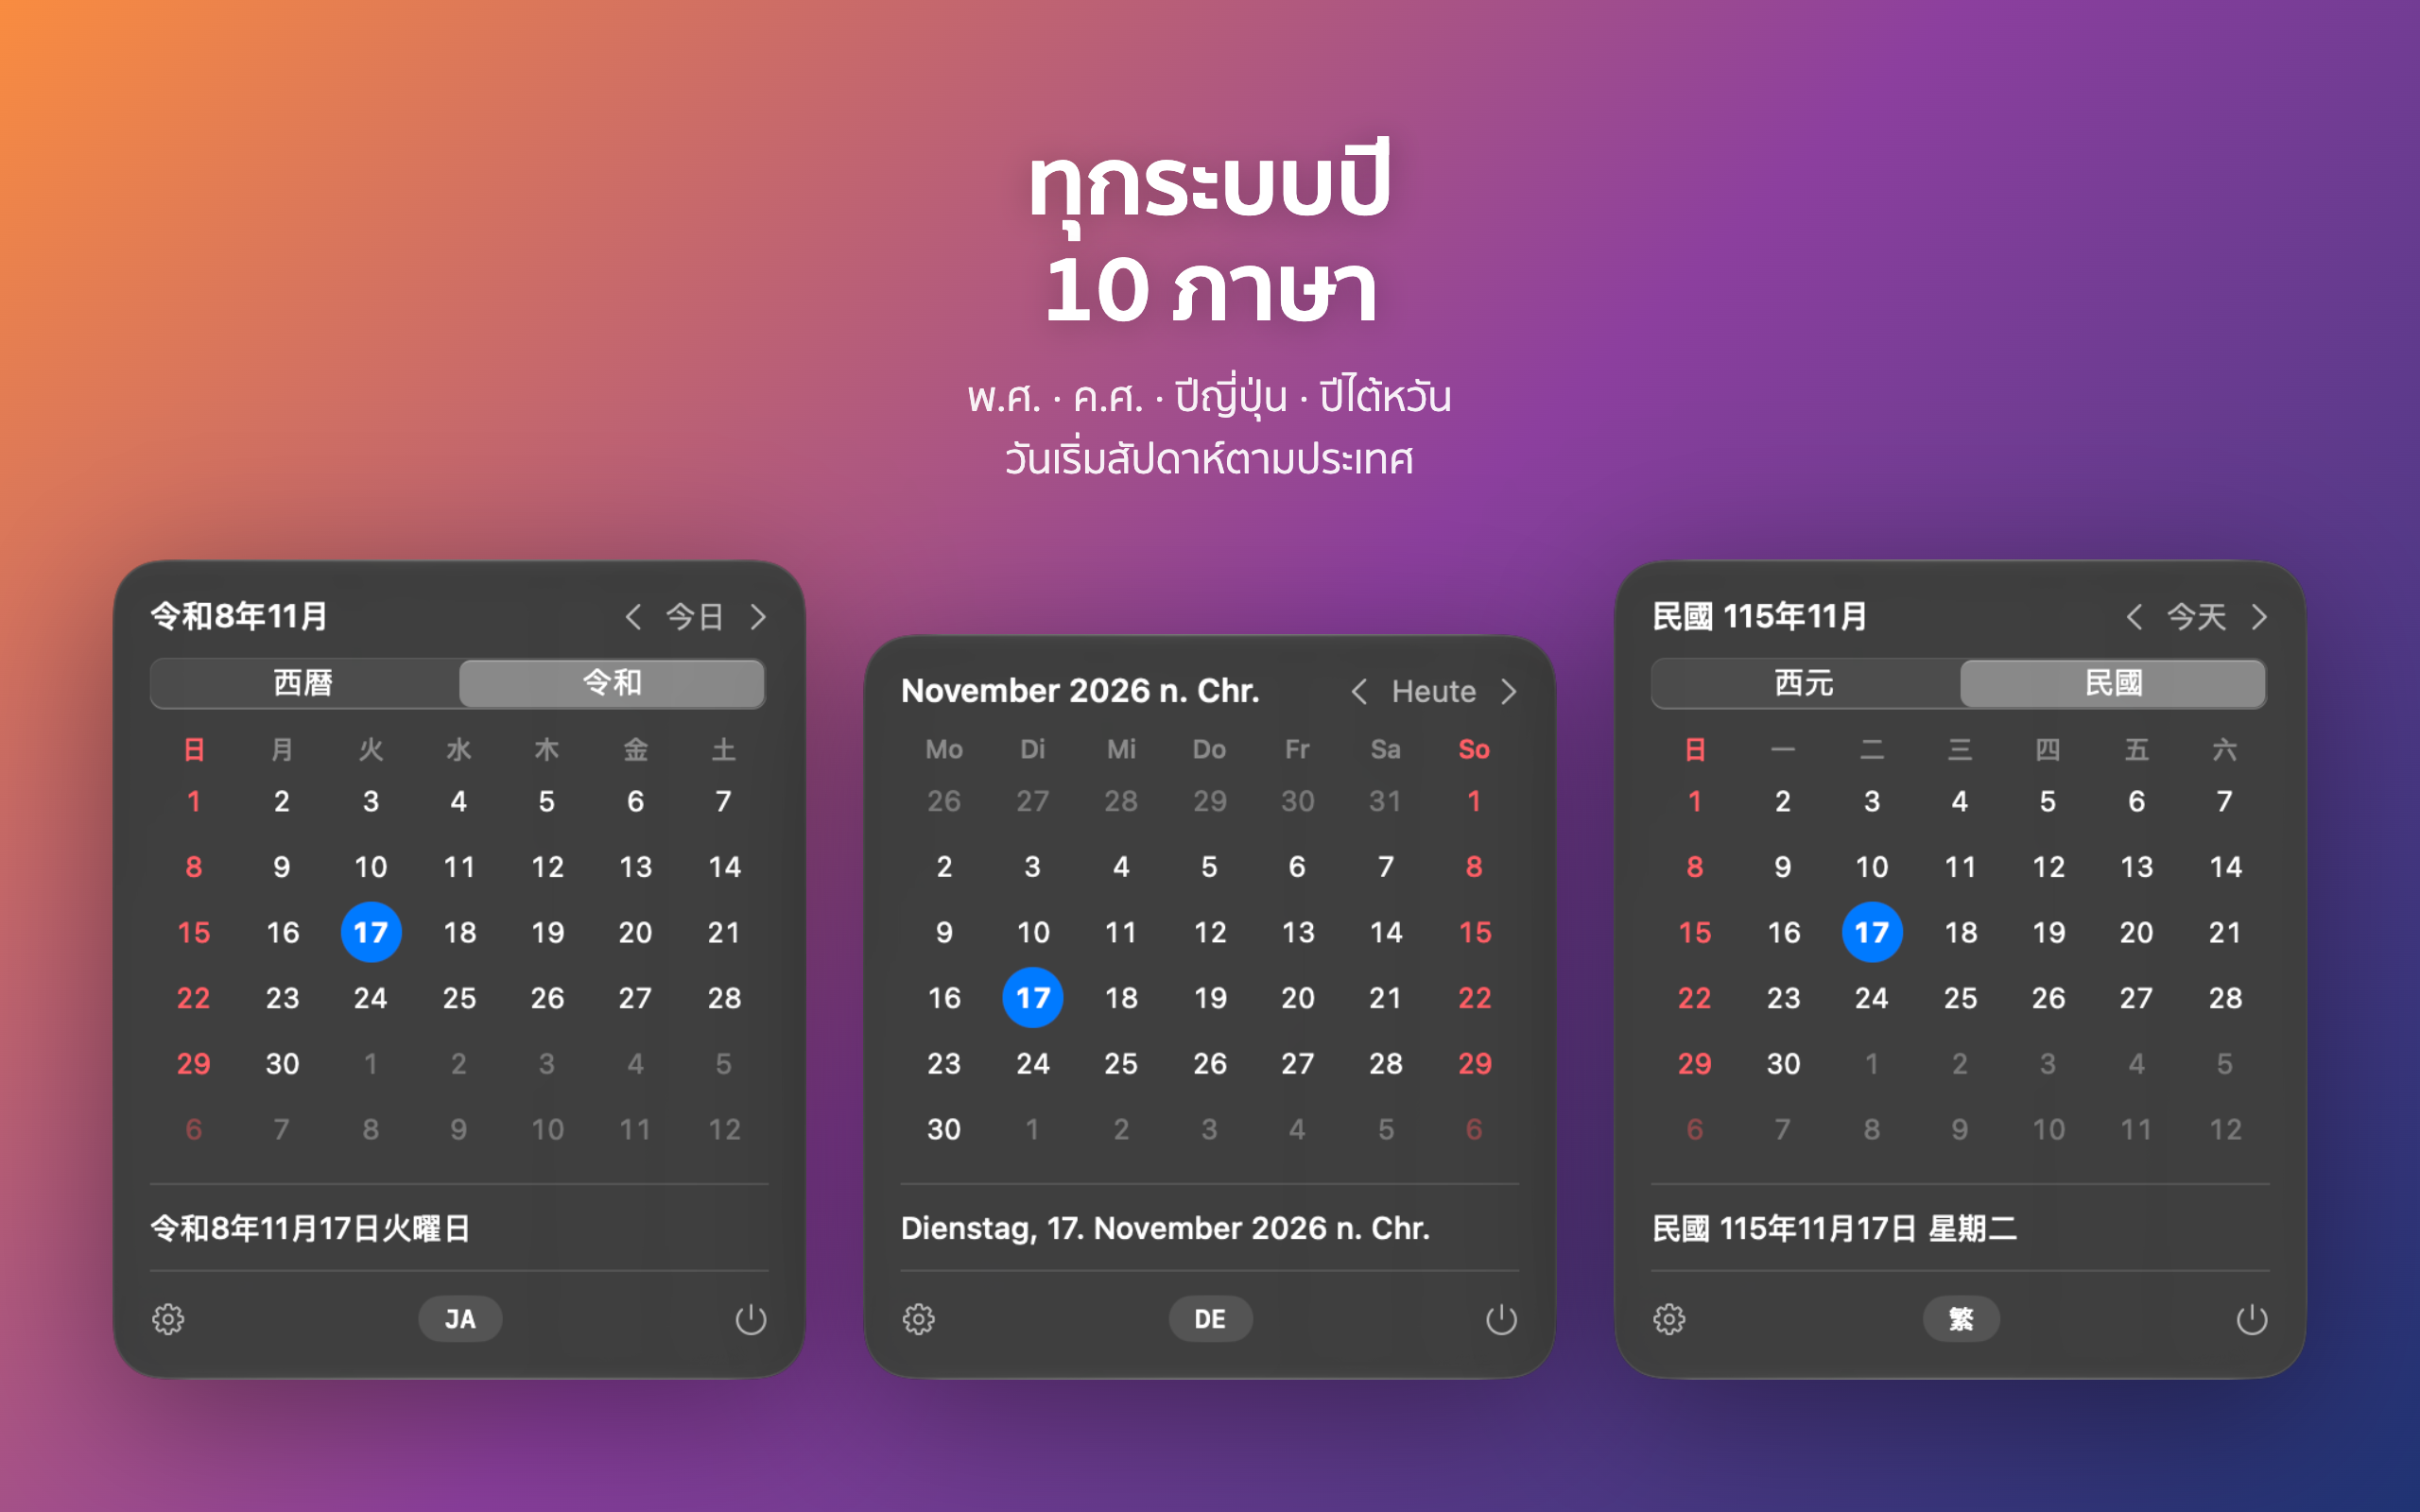 ทุกระบบปี
10 ภาษา
พ.ศ. · ค.ศ. · ปีญี่ปุ่น · ปีไต้หวัน
วันเริ่มสัปดาห์ตามประเทศ
令和8年11月 今日
西暦 令和
日 月 火 水 木 金 土
1 2 3 4 5 6 7
8 9 10 11 12 13 14
15 16 17 18 19 20 21
22 23 24 25 26 27 28
29 30 1 2 3 4 5
6 7 8 9 10 11 12
令和8年11月17日火曜日
JA
November 2026 n. Chr. Heute
Mo Di Mi Do Fr Sa So
26 27 28 29 30 31 1
2 3 4 5 6 7 8
9 10 11 12 13 14 15
16 17 18 19 20 21 22
23 24 25 26 27 28 29
30 1 2 3 4 5 6
Dienstag, 17. November 2026 n. Chr.
DE
民國 115年11月 今天
西元 民國
日 一 二 三 四 五 六
1 2 3 4 5 6 7
8 9 10 11 12 13 14
15 16 17 18 19 20 21
22 23 24 25 26 27 28
29 30 1 2 3 4 5
6 7 8 9 10 11 12
民國 115年11月17日 星期二
繁